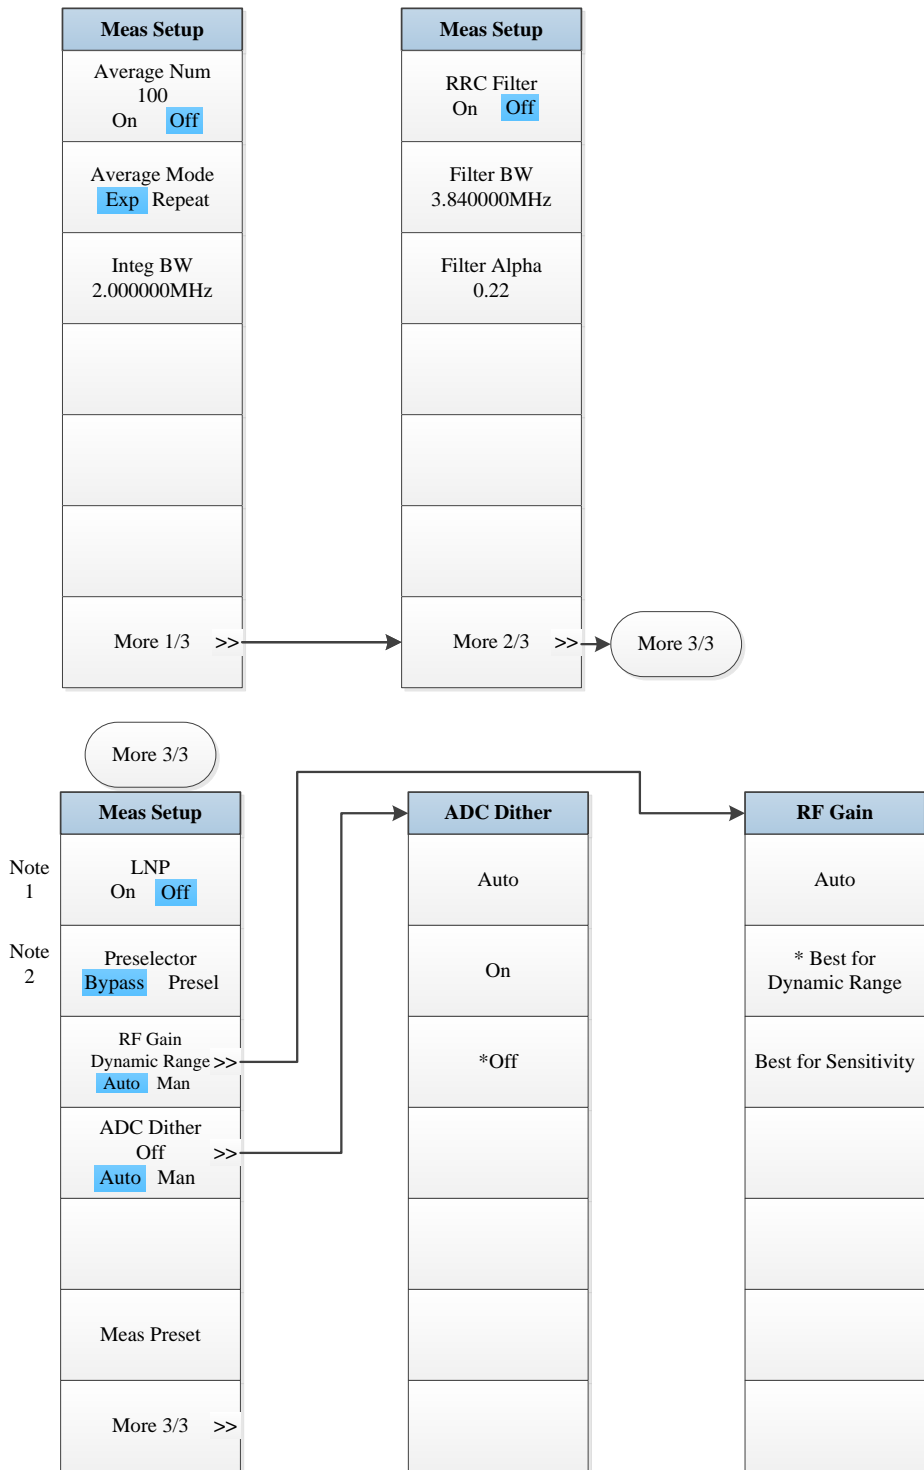 Meas Setup
Average Num
100
On Off
Average Mode
Exp Repeat
Integ BW
2.000000MHz
More 1/3 >>
Meas Setup
RRC Filter
On Off
Filter BW
3.840000MHz
Filter Alpha
0.22
More 2/3 >>
More 3/3
More 3/3
Meas Setup
Note
1
LNP
On Off
Note
2
Preselector
Bypass Presel
RF Gain
Dynamic Range >>
Auto Man
ADC Dither
Off >>
Auto Man
Meas Preset
More 3/3 >>
ADC Dither
Auto
On
*Off
RF Gain
Auto
* Best for
Dynamic Range
Best for Sensitivity